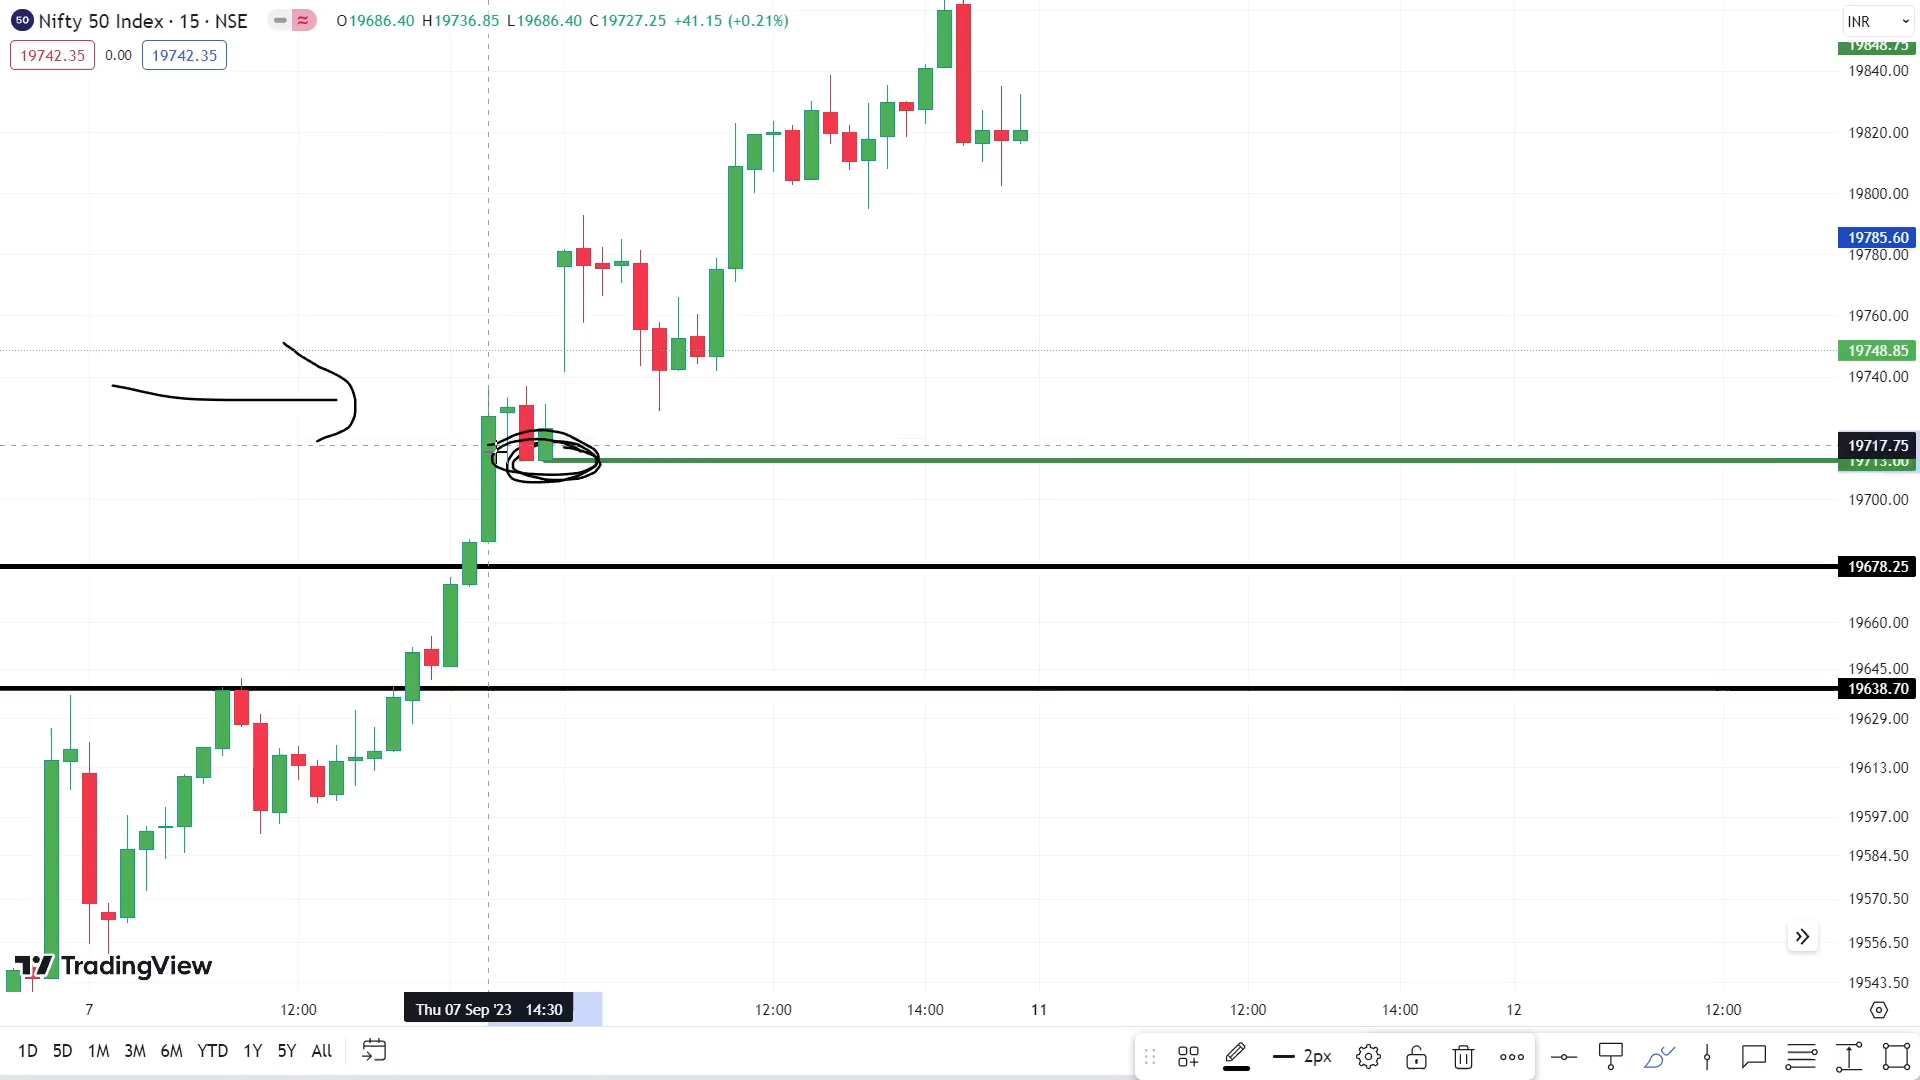 50 Nifty 50 Index · 15 · NSE
O19686.40 H19736.85 L19686.40 C19727.25 +41.15 (+0.21%)
INR
19742.35 0.00 19742.35
19848.75
19840.00
19820.00
19800.00
19785.60
19780.00
19760.00
19748.85
19740.00
19717.75
19713.00
19700.00
19678.25
19660.00
19645.00
19638.70
19629.00
19613.00
19597.00
19584.50
19570.50
19556.50
19543.50
TradingView
7 12:00 Thu 07 Sep '23 14:30 12:00 14:00 11 12:00 14:00 12 12:00
1D 5D 1M 3M 6M YTD 1Y 5Y All
2px